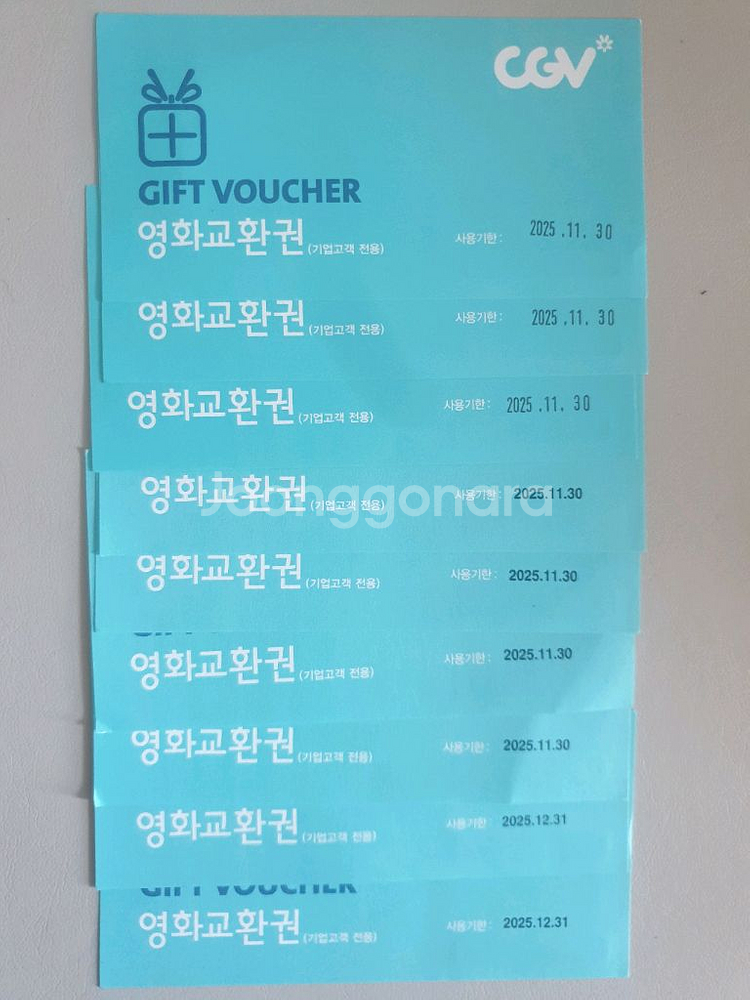 CGV
GIFT VOUCHER
영화교환권 (기업고객 전용) 사용기한 : 2025 .11. 30
영화교환권 (기업고객 전용) 사용기한 : 2025 .11. 30
영화교환권 (기업고객 전용) 사용기한 : 2025 .11. 30
영화교환권 (기업고객 전용) 사용기한 : 2025.11.30
Joonggonara
영화교환권 (기업고객 전용) 사용기한 : 2025.11.30
영화교환권 (기업고객 전용) 사용기한 : 2025.11.30
영화교환권 (기업고객 전용) 사용기한 : 2025.11.30
영화교환권 (기업고객 전용) 사용기한 : 2025.12.31
GIFT VOUCHER
영화교환권 (기업고객 전용) 사용기한 : 2025.12.31